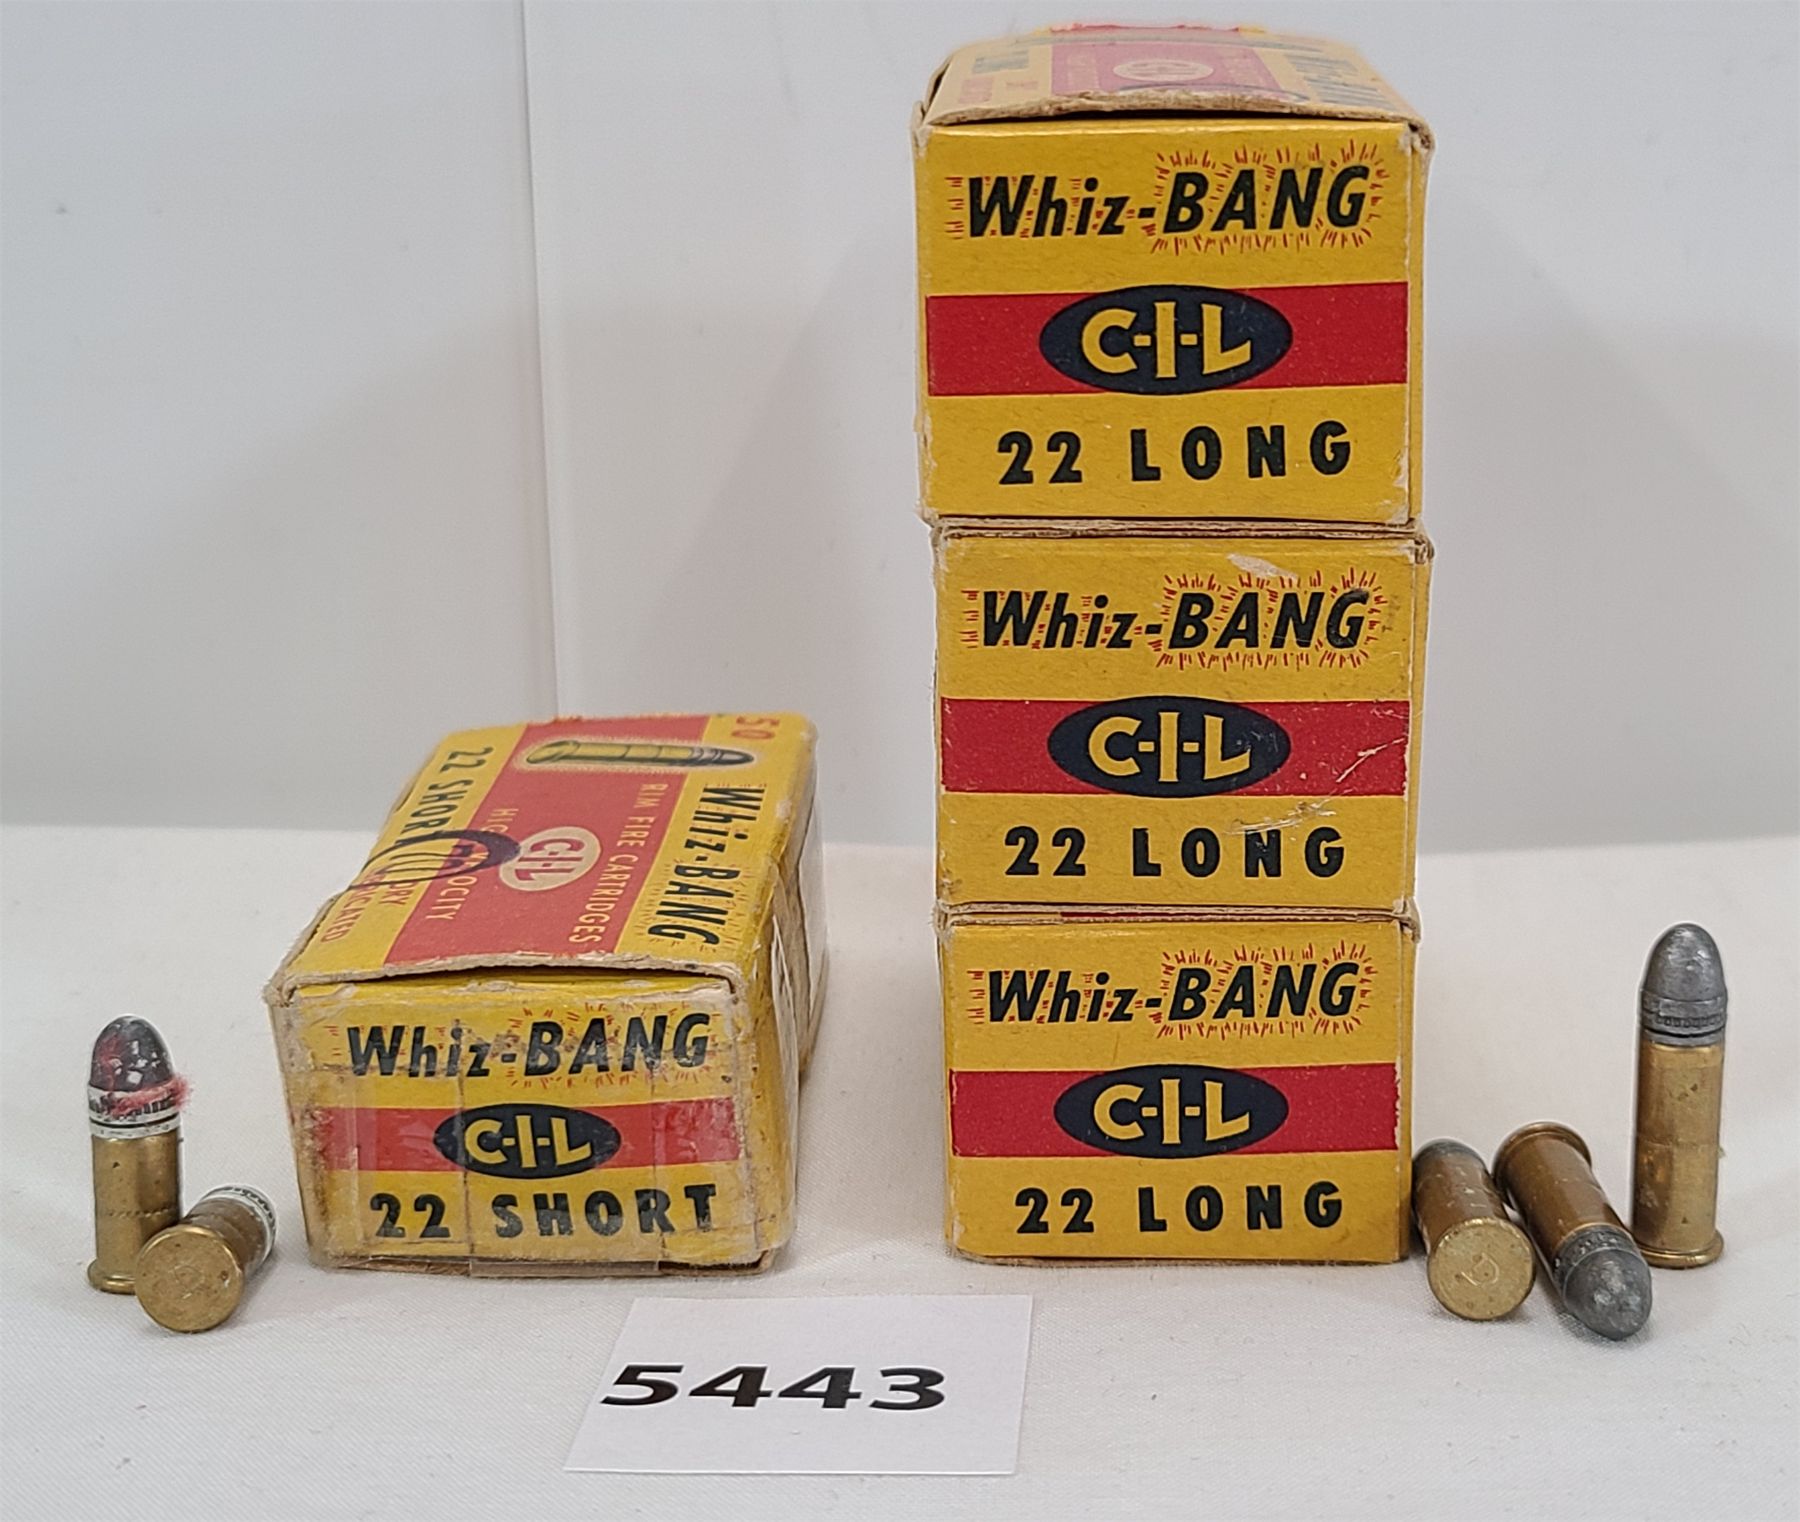 Whiz-BANG
C-I-L
22 LONG
Whiz-BANG
C-I-L
22 LONG
Whiz-BANG
C-I-L
22 LONG
50
Whiz-BANG
RIM FIRE CARTRIDGES
C-I-L
22 SHORT
Whiz-BANG
C-I-L
22 SHORT
5443